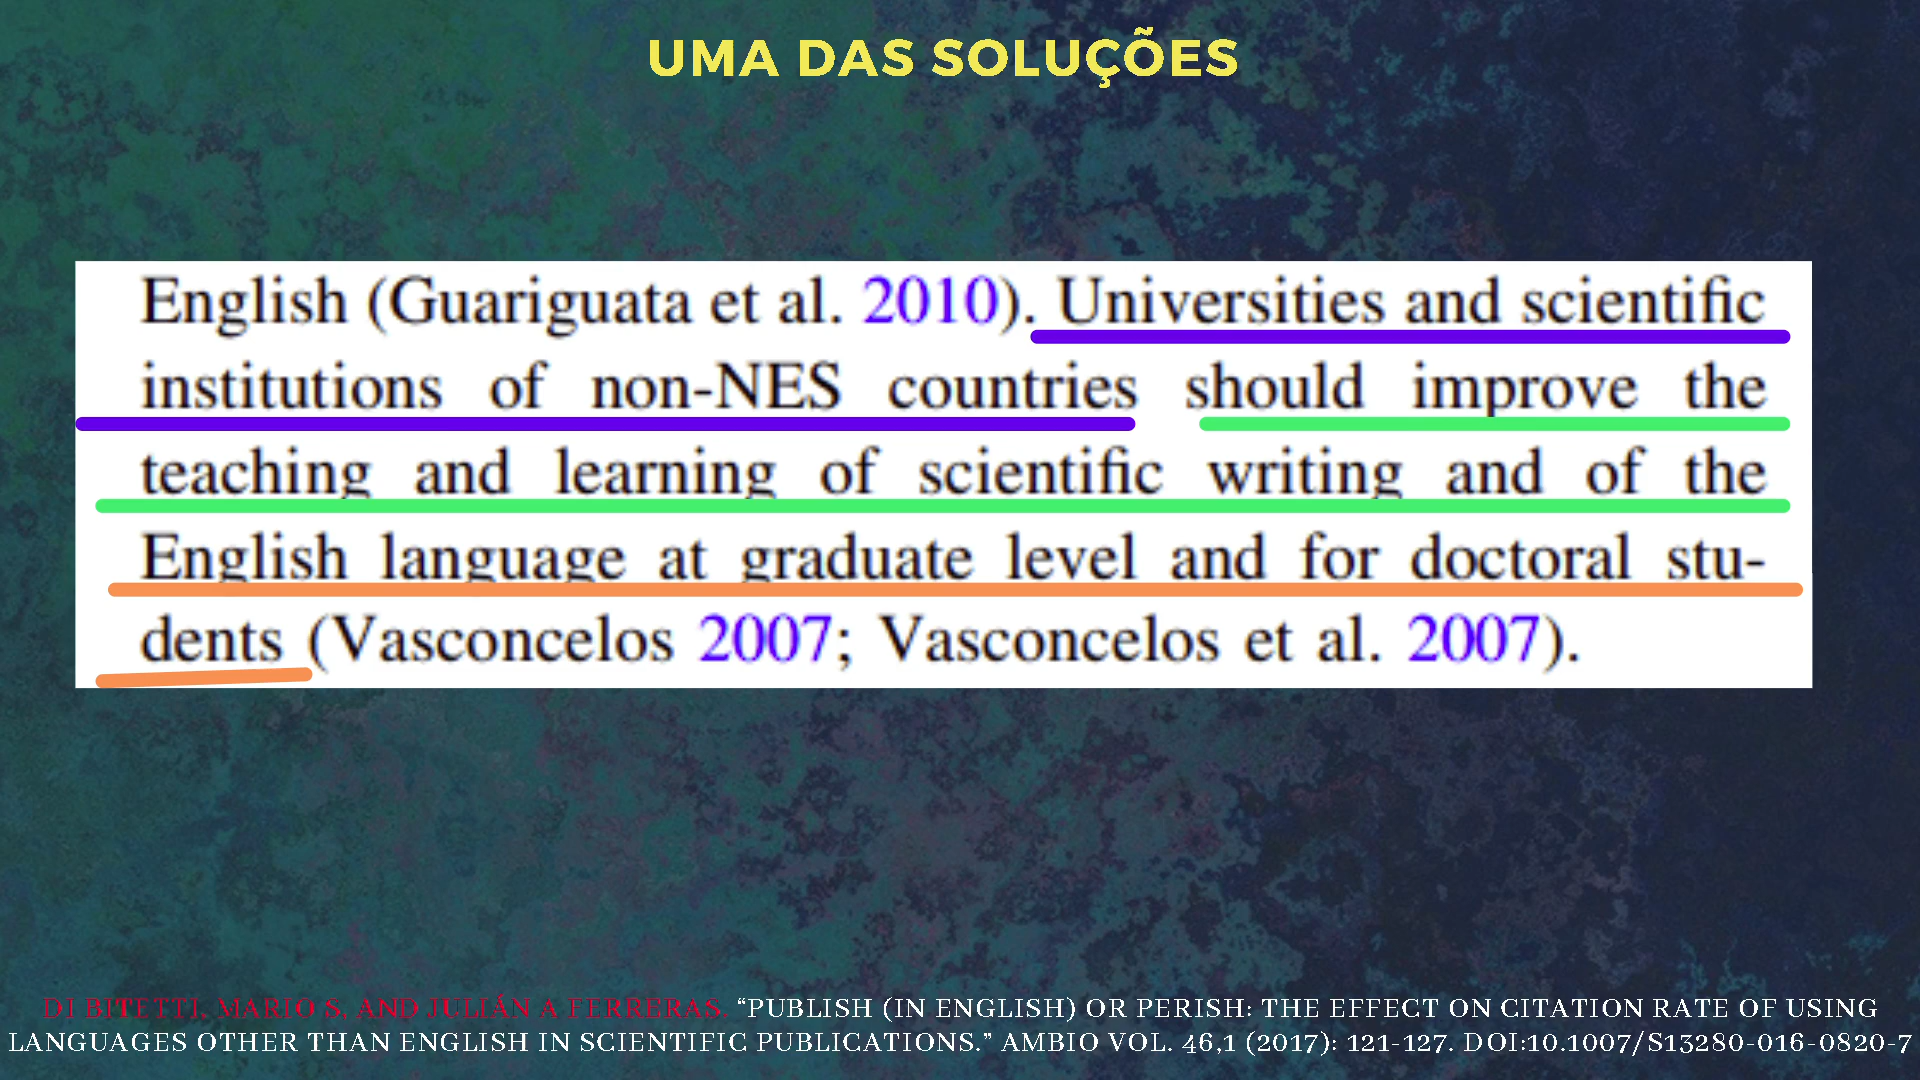 UMA DAS SOLUÇÕES
English (Guariguata et al. 2010). Universities and scientific
institutions of non-NES countries should improve the
teaching and learning of scientific writing and of the
English language at graduate level and for doctoral stu-
dents (Vasconcelos 2007; Vasconcelos et al. 2007).
DI BITETTI, MARIO S, AND JULIÁN A FERRERAS. “PUBLISH (IN ENGLISH) OR PERISH: THE EFFECT ON CITATION RATE OF USING
LANGUAGES OTHER THAN ENGLISH IN SCIENTIFIC PUBLICATIONS.” AMBIO VOL. 46,1 (2017): 121-127. DOI:10.1007/S13280-016-0820-7